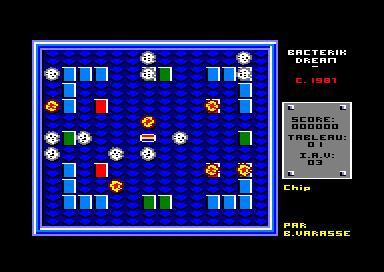 BACTERIK
DREAM
C. 1987
SCORE:
000000
TABLEAU:
01
I.A.V:
03
Chip
PAR
B.VARASSE